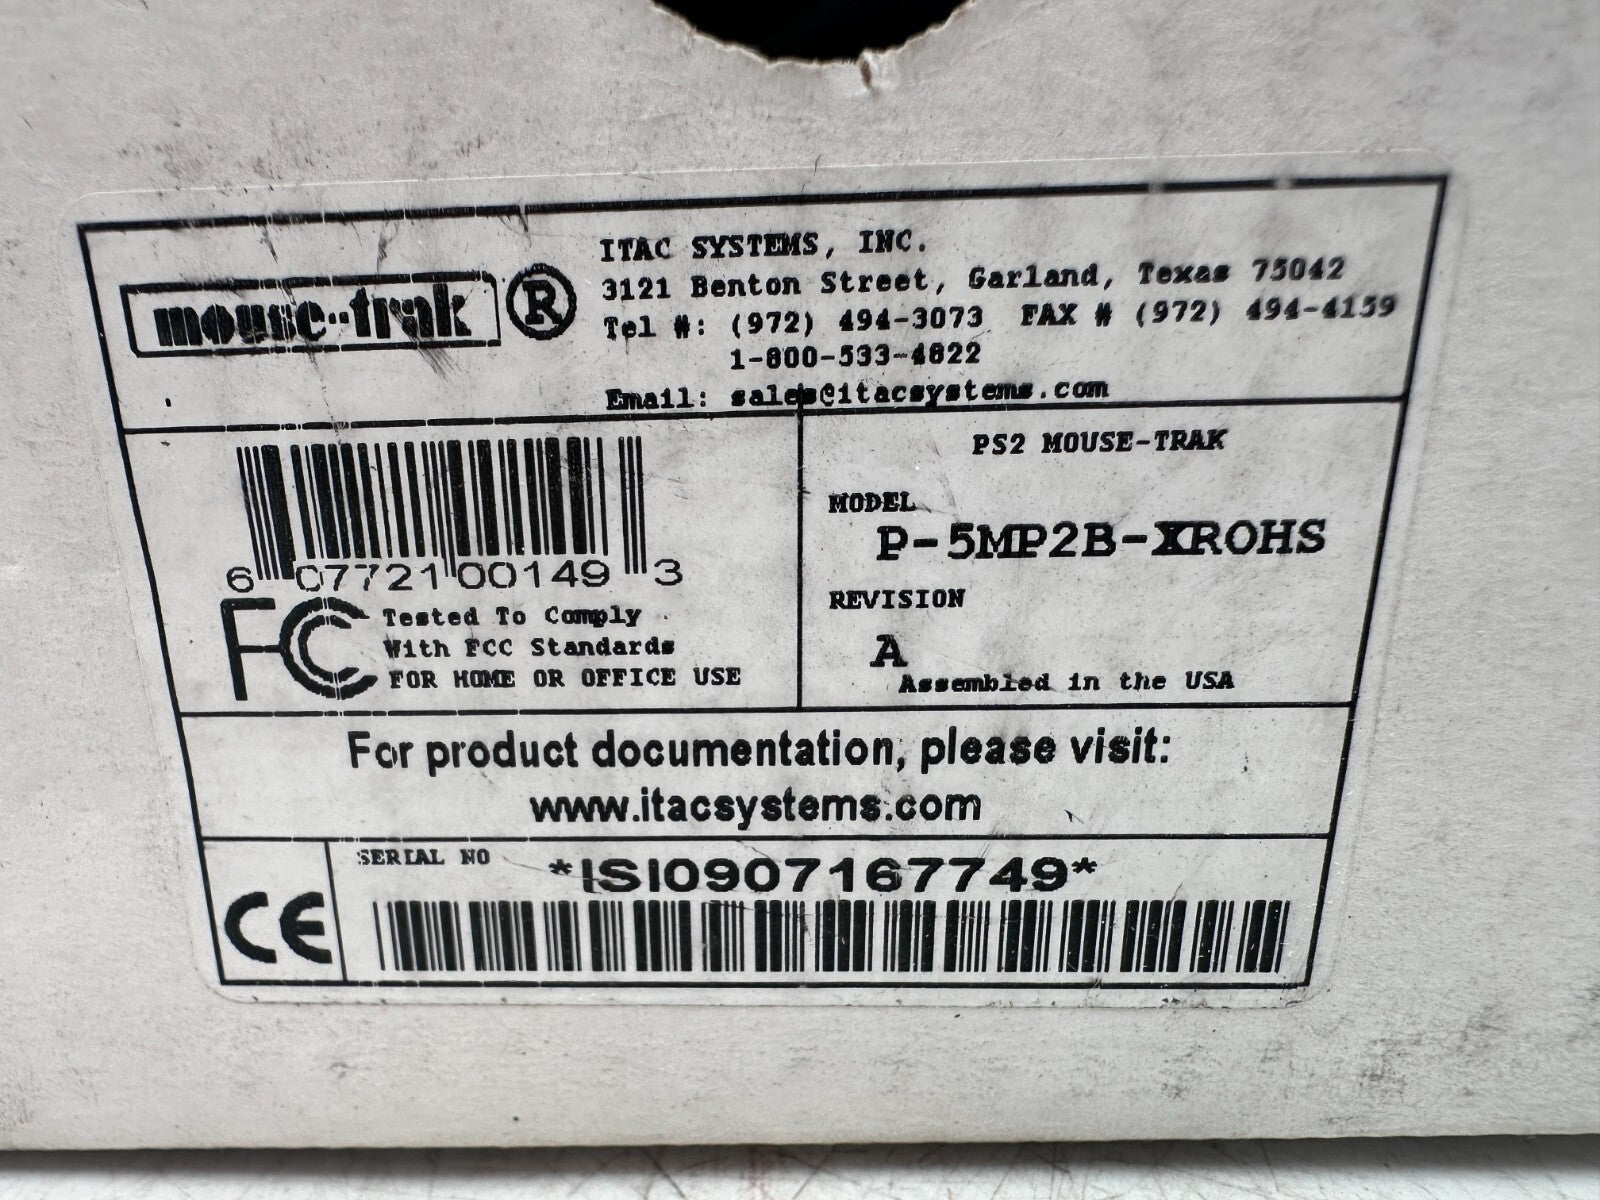 mouse-trak®
ITAC SYSTEMS, INC.
3121 Benton Street, Garland, Texas 75042
Tel #: (972) 494-3073 FAX # (972) 494-4159
1-800-533-4822
Email: sales@itacsystems.com
6 07721 00149 3
FC Tested To Comply
With FCC Standards
FOR HOME OR OFFICE USE
PS2 MOUSE-TRAK
MODEL
P-5MP2B-XROHS
REVISION
A
Assembled in the USA
For product documentation, please visit:
www.itacsystems.com
CE
SERIAL NO
*ISI0907167749*